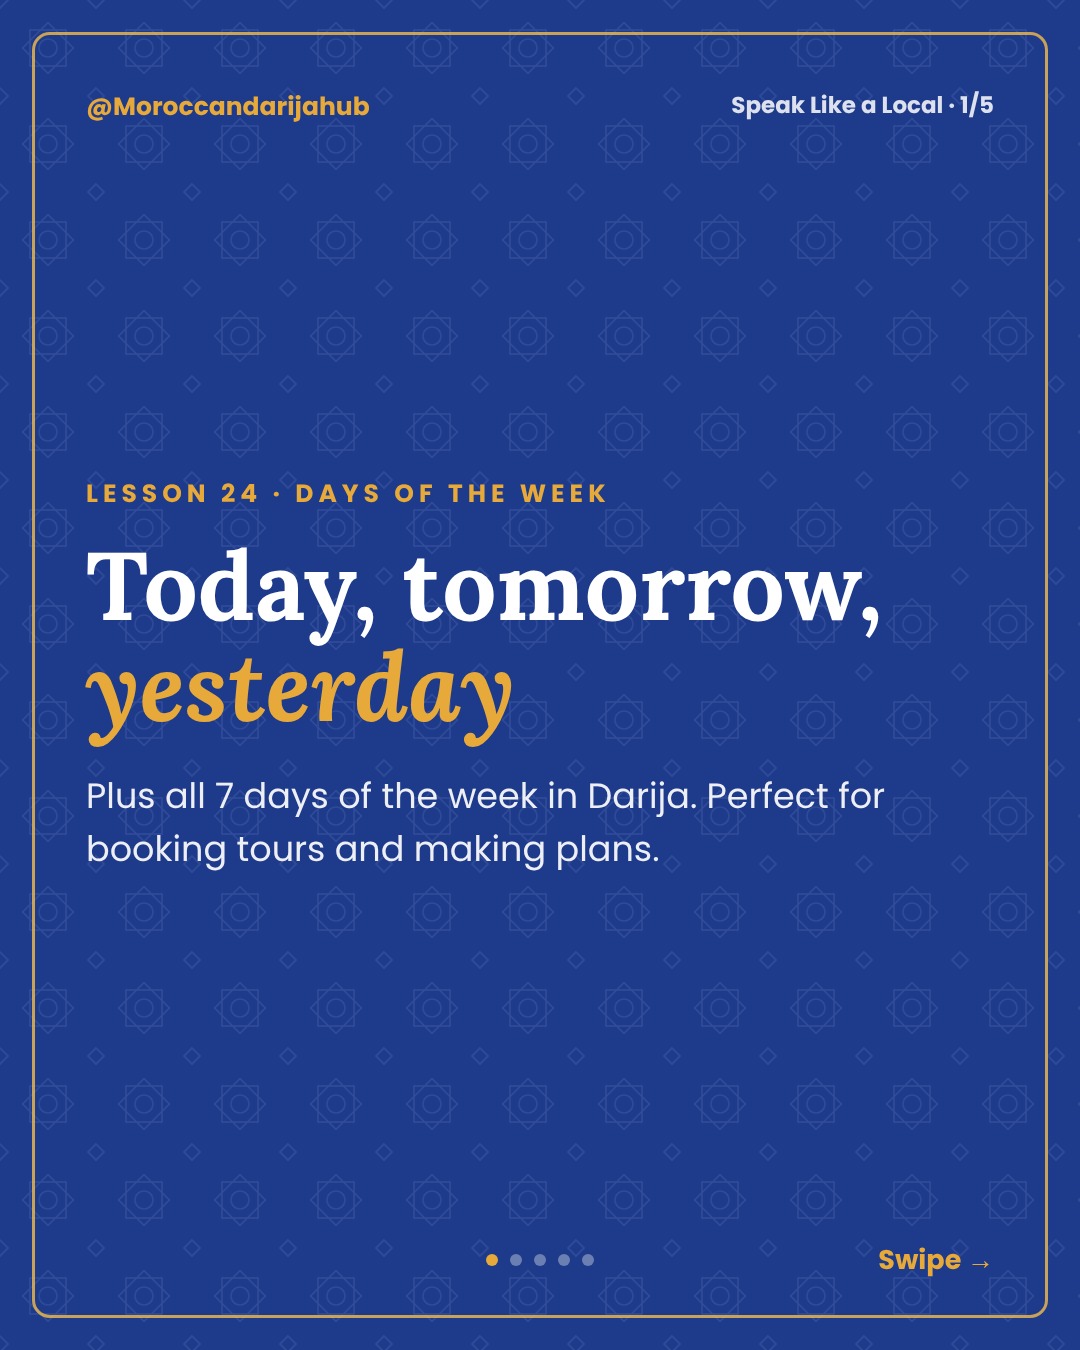 @Moroccandarijahub
Speak Like a Local · 1/5
LESSON 24 · DAYS OF THE WEEK
Today, tomorrow,
yesterday
Plus all 7 days of the week in Darija. Perfect for
booking tours and making plans.
Swipe →